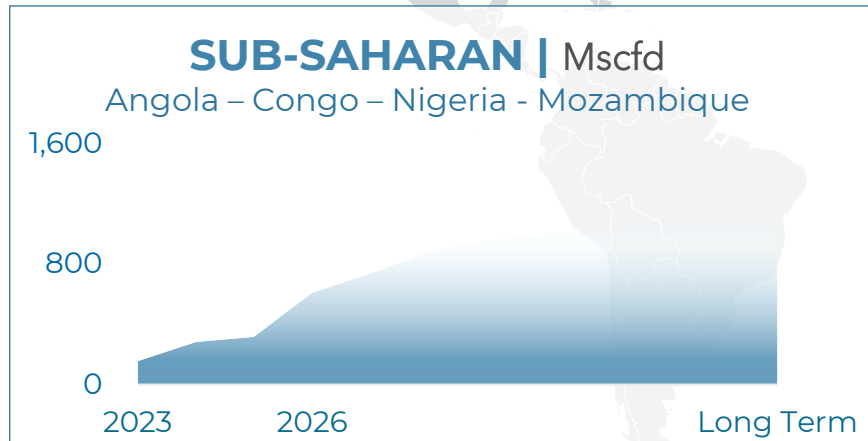 SUB-SAHARAN | Mscfd
Angola – Congo – Nigeria - Mozambique
1,600
800
0
2023 2026 Long Term